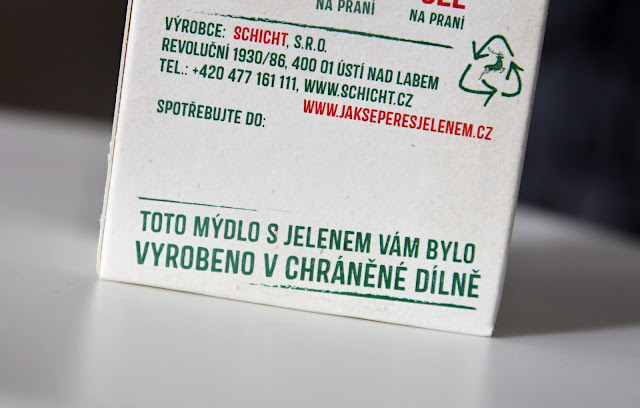 NA PRANÍ
NA PRANÍ
VÝROBCE: SCHICHT, S.R.O.
REVOLUČNÍ 1930/86, 400 01 ÚSTÍ NAD LABEM
TEL.: +420 477 161 111, WWW.SCHICHT.CZ
WWW.JAKSEPERESJELENEM.CZ
SPOTŘEBUJTE DO:
TOTO MÝDLO S JELENEM VÁM BYLO
VYROBENO V CHRÁNĚNÉ DÍLNĚ